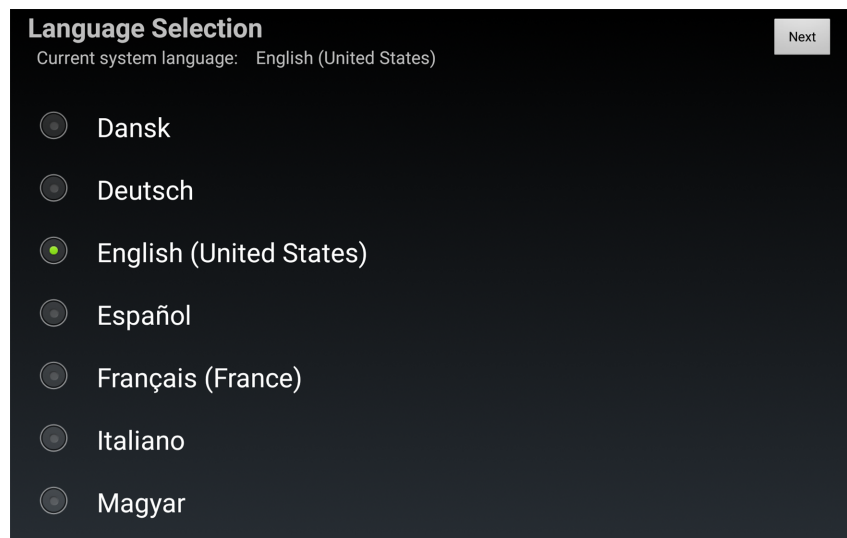 Language Selection
Next
Current system language: English (United States)
Dansk
Deutsch
English (United States)
Español
Français (France)
Italiano
Magyar